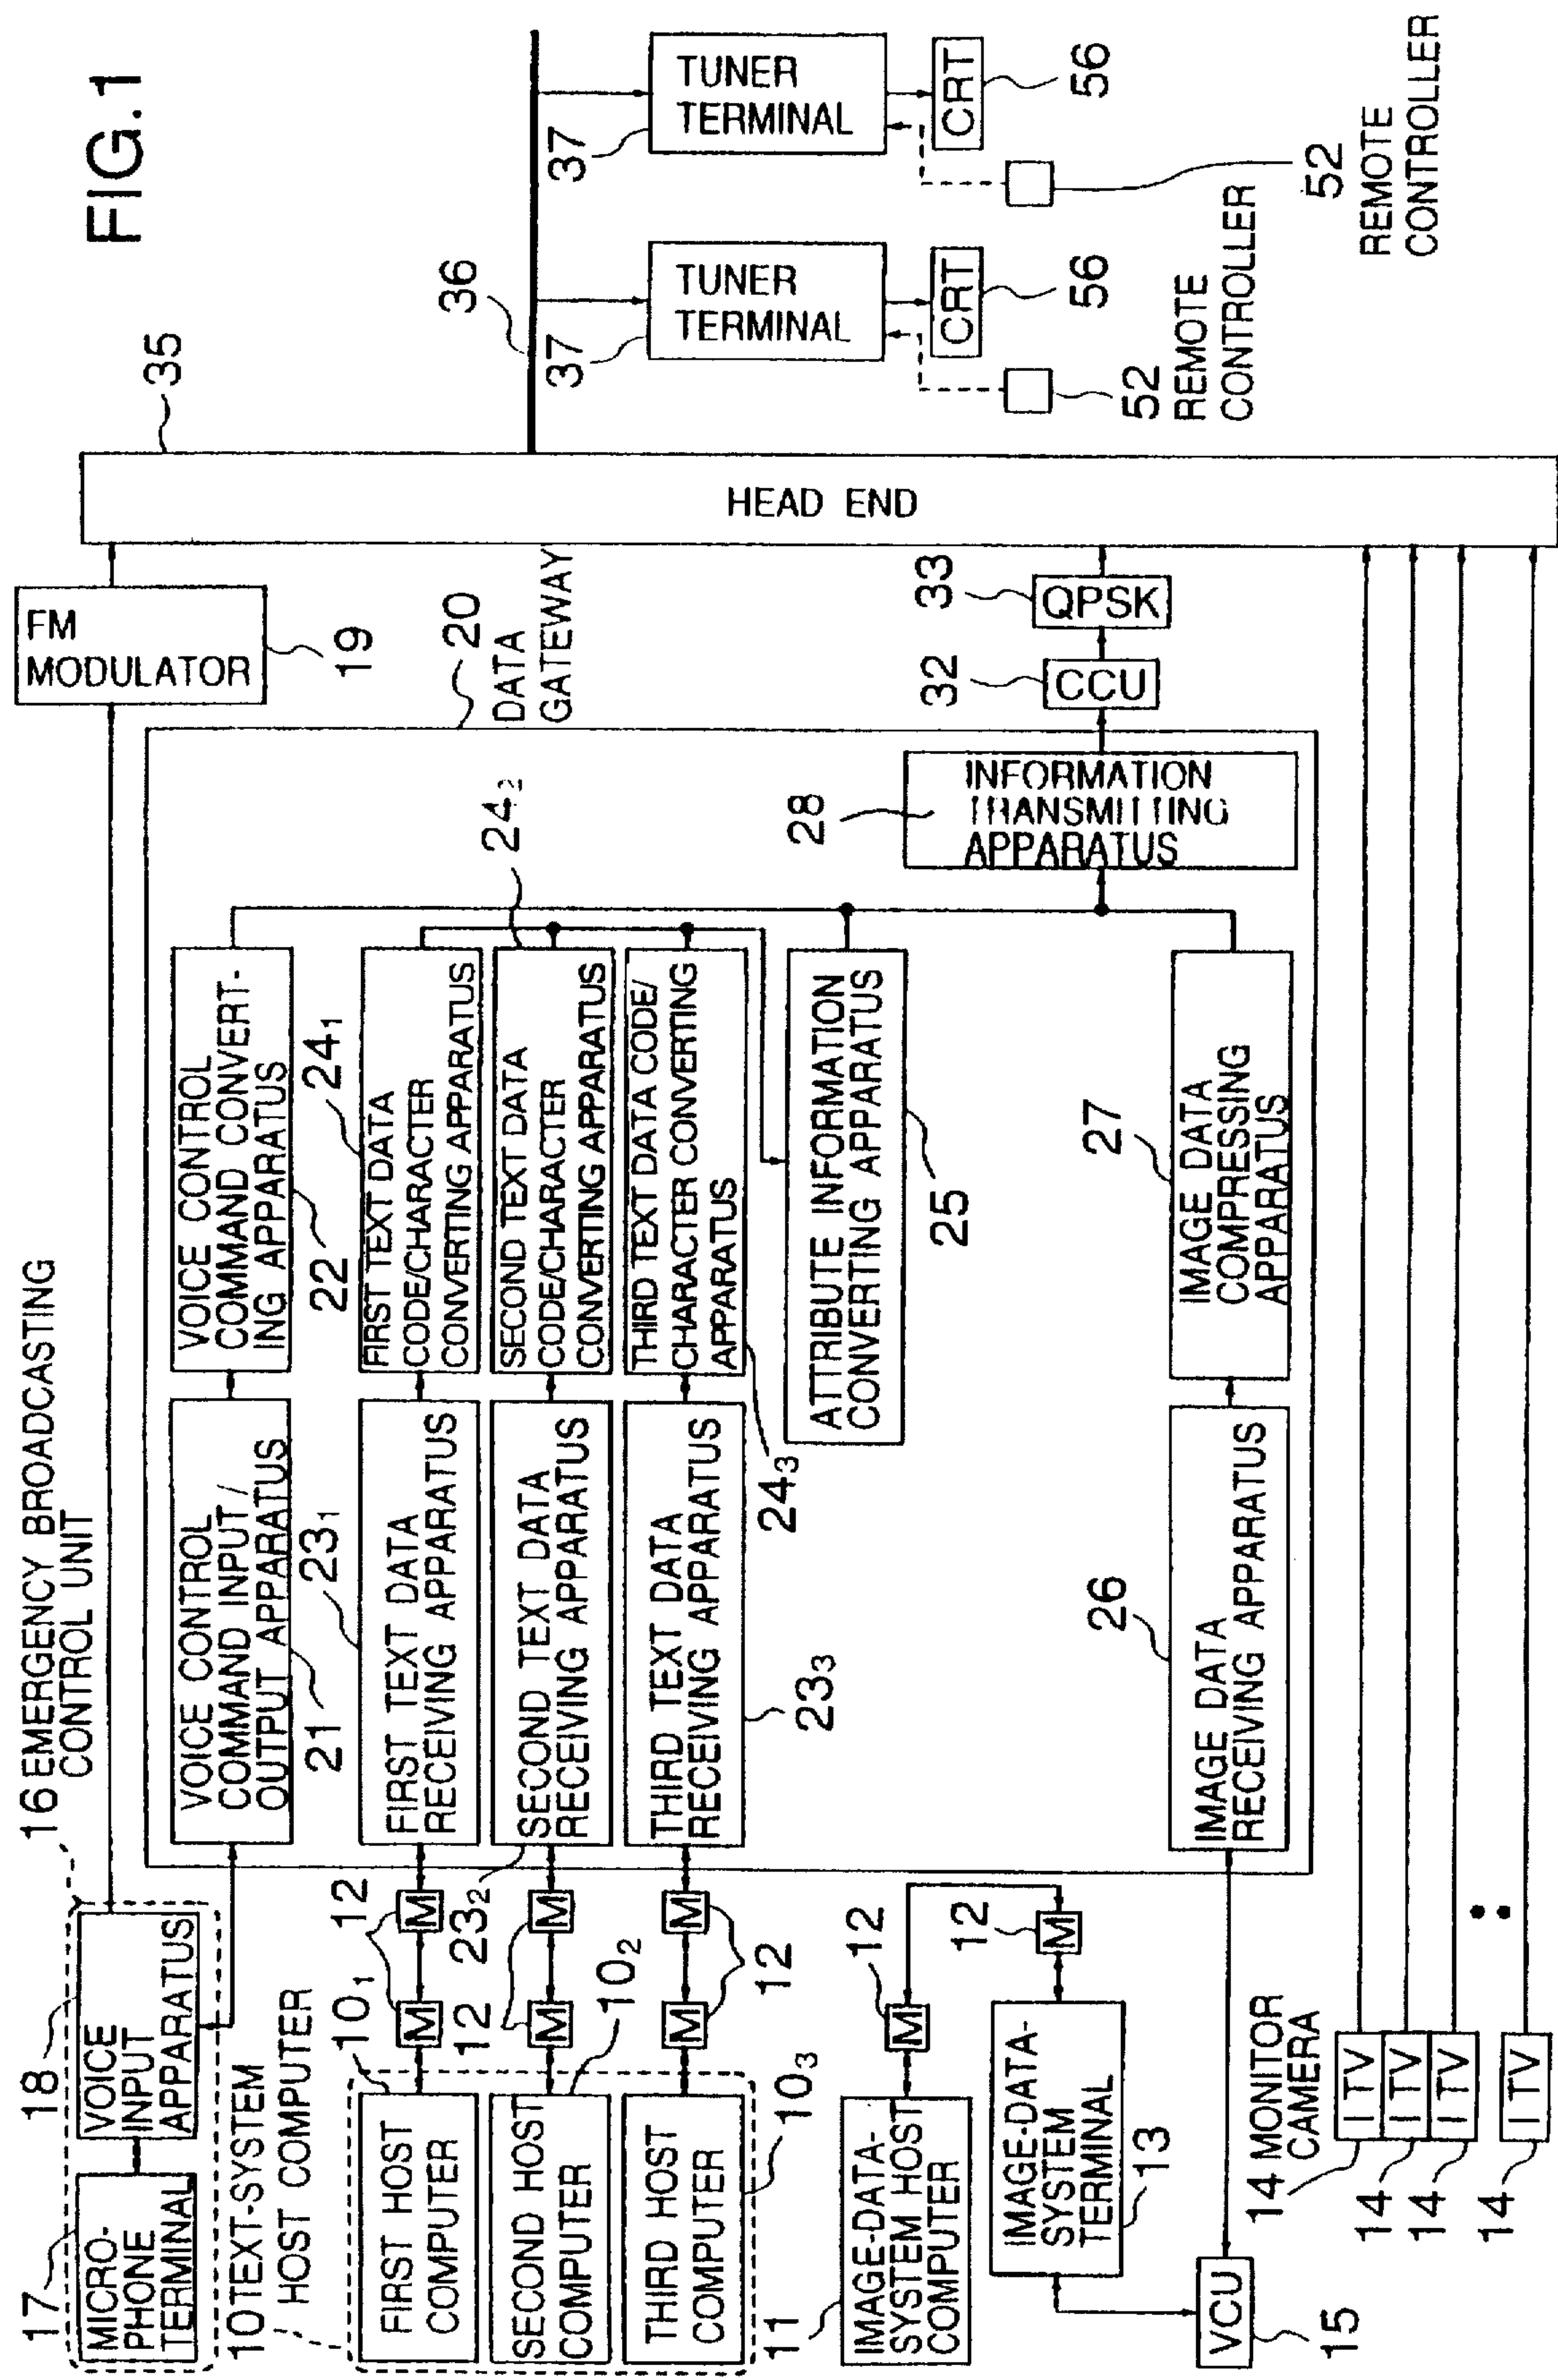 FIG.1
16 EMERGENCY BROADCASTING
CONTROL UNIT
17
MICRO-
PHONE
TERMINAL
18
VOICE
INPUT
APPARATUS
FM
MODULATOR
19
35
HEAD END
36
20
DATA
GATEWAY
VOICE CONTROL
COMMAND INPUT/
OUTPUT APPARATUS
21
VOICE CONTROL
COMMAND CONVERT-
ING APPARATUS
22
10 TEXT-SYSTEM
HOST COMPUTER
FIRST HOST
COMPUTER
10₁
M
M
12
FIRST TEXT DATA
RECEIVING APPARATUS
23₁
FIRST TEXT DATA
CODE/CHARACTER
CONVERTING APPARATUS
24₁
SECOND HOST
COMPUTER
10₂
M
M
12
SECOND TEXT DATA
RECEIVING APPARATUS
23₂
SECOND TEXT DATA
CODE/CHARACTER
CONVERTING APPARATUS
24₂
THIRD HOST
COMPUTER
10₃
M
M
12
THIRD TEXT DATA
RECEIVING APPARATUS
23₃
THIRD TEXT DATA CODE/
CHARACTER CONVERTING
APPARATUS
24₃
ATTRIBUTE INFORMATION
CONVERTING APPARATUS
25
INFORMATION
TRANSMITTING
APPARATUS
28
CCU
32
QPSK
33
11
IMAGE-DATA-
SYSTEM HOST
COMPUTER
M
12
M
12
IMAGE-DATA-
SYSTEM
TERMINAL
13
VCU
15
IMAGE DATA
RECEIVING APPARATUS
26
IMAGE DATA
COMPRESSING
APPARATUS
27
14 MONITOR
CAMERA
ITV
14
ITV
14
ITV
14
ITV
TUNER
TERMINAL
37
CRT
56
52
REMOTE
CONTROLLER
TUNER
TERMINAL
37
CRT
56
52
REMOTE
CONTROLLER